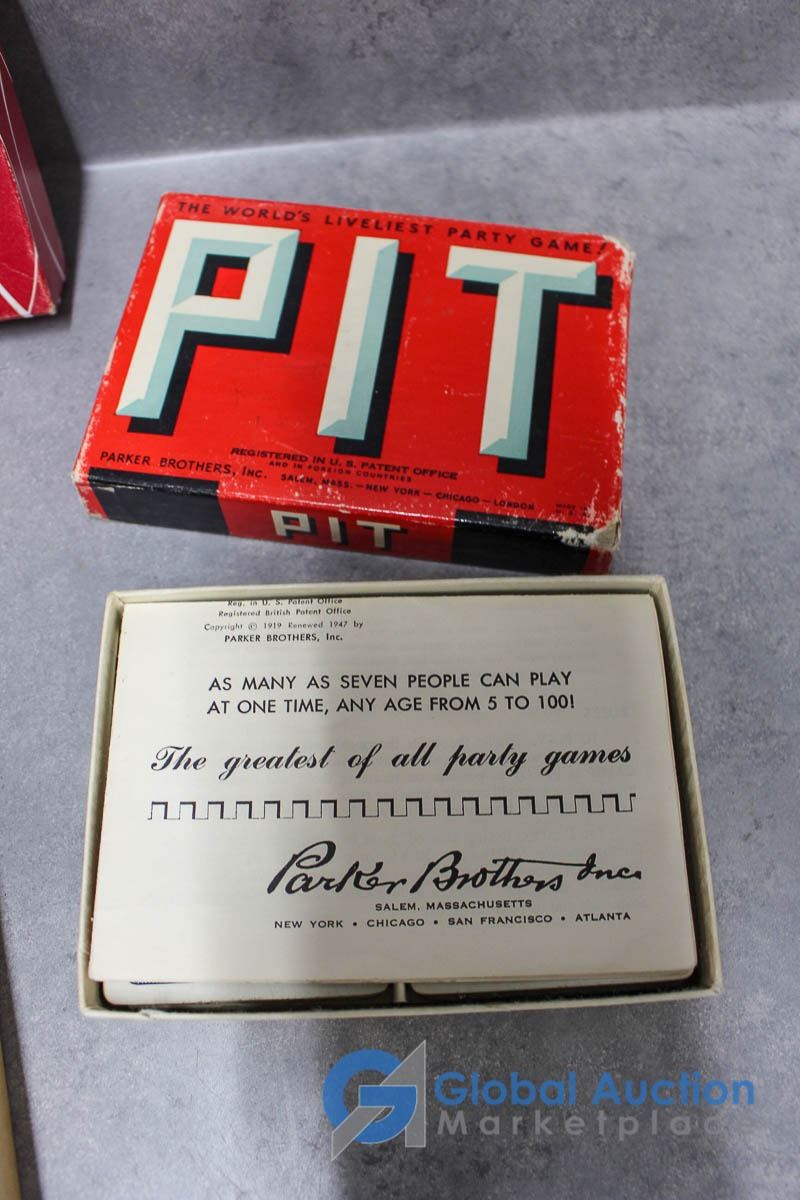 THE WORLD'S LIVELIEST PARTY GAME!
PIT
REGISTERED IN U. S. PATENT OFFICE
AND IN FOREIGN COUNTRIES
PARKER BROTHERS, INC. SALEM, MASS. — NEW YORK — CHICAGO — LONDON
MADE IN
PIT
Reg. in U. S. Patent Office
Registered British Patent Office
Copyright © 1919 Renewed 1947 by
PARKER BROTHERS, Inc.
AS MANY AS SEVEN PEOPLE CAN PLAY
AT ONE TIME, ANY AGE FROM 5 TO 100!
The greatest of all party games
Parker Brothers Inc.
SALEM, MASSACHUSETTS
NEW YORK • CHICAGO • SAN FRANCISCO • ATLANTA
Global Auction
Marketplace